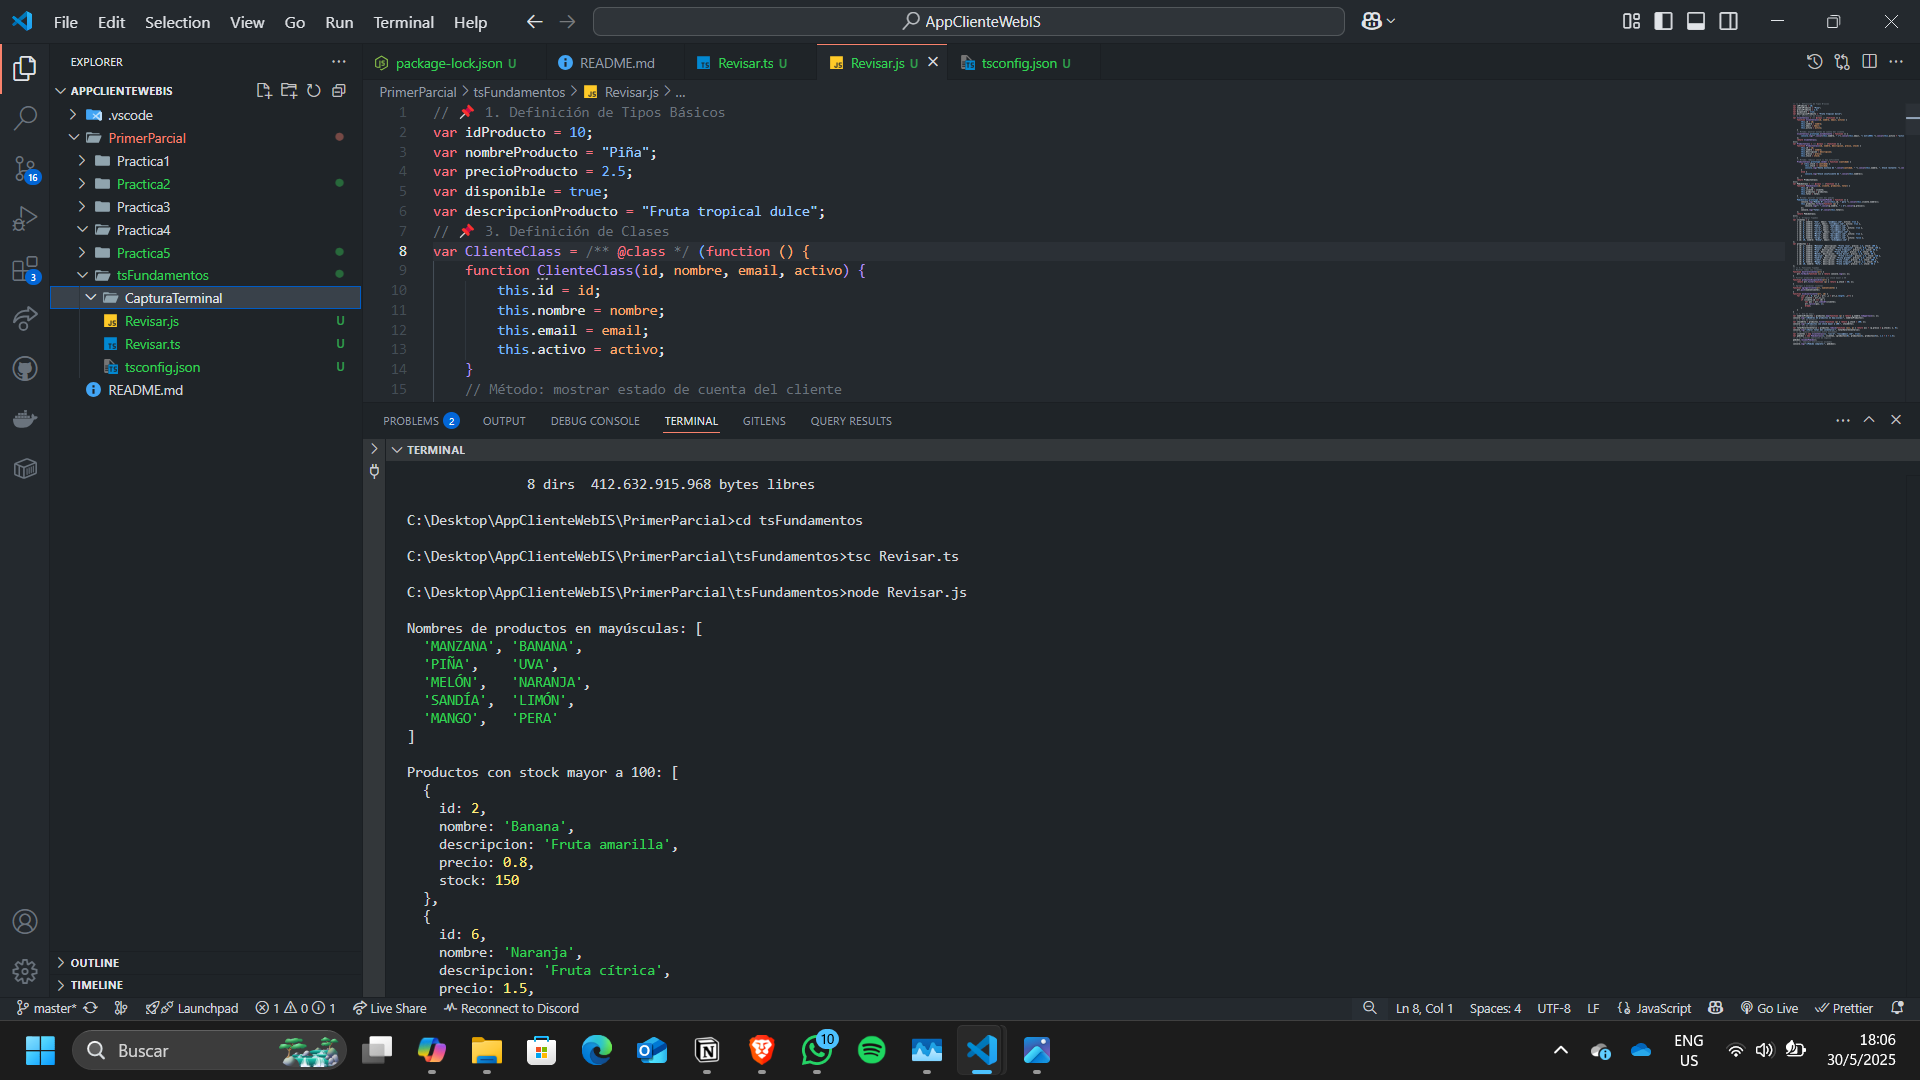 File Edit Selection View Go Run Terminal Help
AppClienteWebIS
EXPLORER
APPCLIENTEWEBIS
.vscode
PrimerParcial
Practica1
Practica2
Practica3
Practica4
Practica5
tsFundamentos
CapturaTerminal
Revisar.js U
Revisar.ts U
tsconfig.json U
README.md
16
3
OUTLINE
TIMELINE
package-lock.json U README.md Revisar.ts U Revisar.js U tsconfig.json U
PrimerParcial > tsFundamentos > Revisar.js > ...
1 // 📌 1. Definición de Tipos Básicos
2 var idProducto = 10;
3 var nombreProducto = "Piña";
4 var precioProducto = 2.5;
5 var disponible = true;
6 var descripcionProducto = "Fruta tropical dulce";
7 // 📌 3. Definición de Clases
8 var ClienteClass = /** @class */ (function () {
9 function ClienteClass(id, nombre, email, activo) {
10 this.id = id;
11 this.nombre = nombre;
12 this.email = email;
13 this.activo = activo;
14 }
15 // Método: mostrar estado de cuenta del cliente
PROBLEMS 2 OUTPUT DEBUG CONSOLE TERMINAL GITLENS QUERY RESULTS
TERMINAL
8 dirs 412.632.915.968 bytes libres
C:\Desktop\AppClienteWebIS\PrimerParcial>cd tsFundamentos
C:\Desktop\AppClienteWebIS\PrimerParcial\tsFundamentos>tsc Revisar.ts
C:\Desktop\AppClienteWebIS\PrimerParcial\tsFundamentos>node Revisar.js
Nombres de productos en mayúsculas: [
'MANZANA', 'BANANA',
'PIÑA', 'UVA',
'MELÓN', 'NARANJA',
'SANDÍA', 'LIMÓN',
'MANGO', 'PERA'
]
Productos con stock mayor a 100: [
{
id: 2,
nombre: 'Banana',
descripcion: 'Fruta amarilla',
precio: 0.8,
stock: 150
},
{
id: 6,
nombre: 'Naranja',
descripcion: 'Fruta cítrica',
precio: 1.5,
master* Launchpad 1 0 1 Live Share Reconnect to Discord
Ln 8, Col 1 Spaces: 4 UTF-8 LF {} JavaScript Go Live Prettier
Buscar
10
ENG
US
18:06
30/5/2025